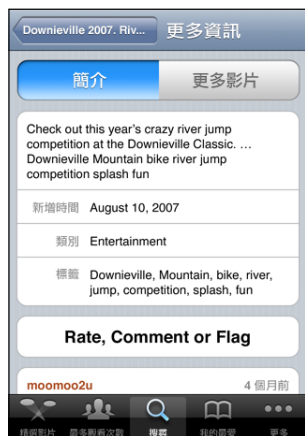 Downieville 2007. Riv... 更多資訊
簡介 更多影片
Check out this year's crazy river jump
competition at the Downieville Classic. ...
Downieville Mountain bike river jump
competition splash fun
新增時間 August 10, 2007
類別 Entertainment
標籤 Downieville, Mountain, bike, river,
jump, competition, splash, fun
Rate, Comment or Flag
moomoo2u 4 個月前
精選影片 最多觀看次數 搜尋 我的最愛 更多